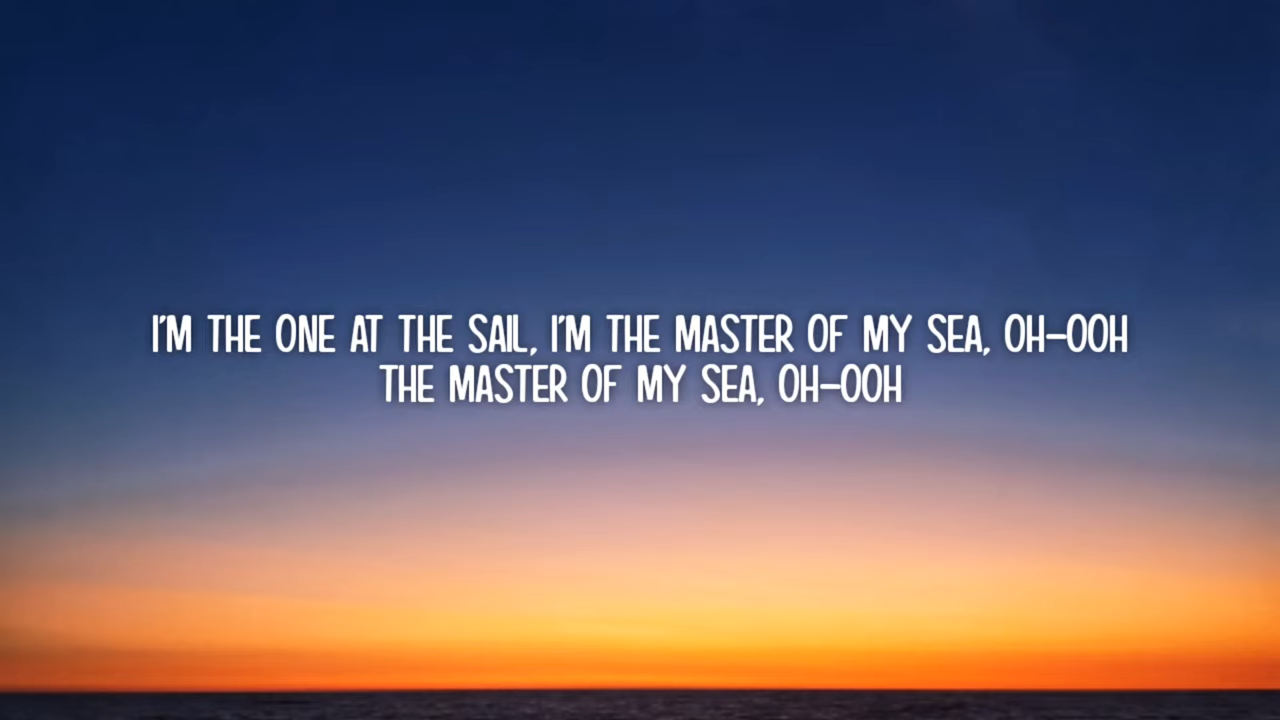 I'M THE ONE AT THE SAIL, I'M THE MASTER OF MY SEA, OH-OOH
THE MASTER OF MY SEA, OH-OOH